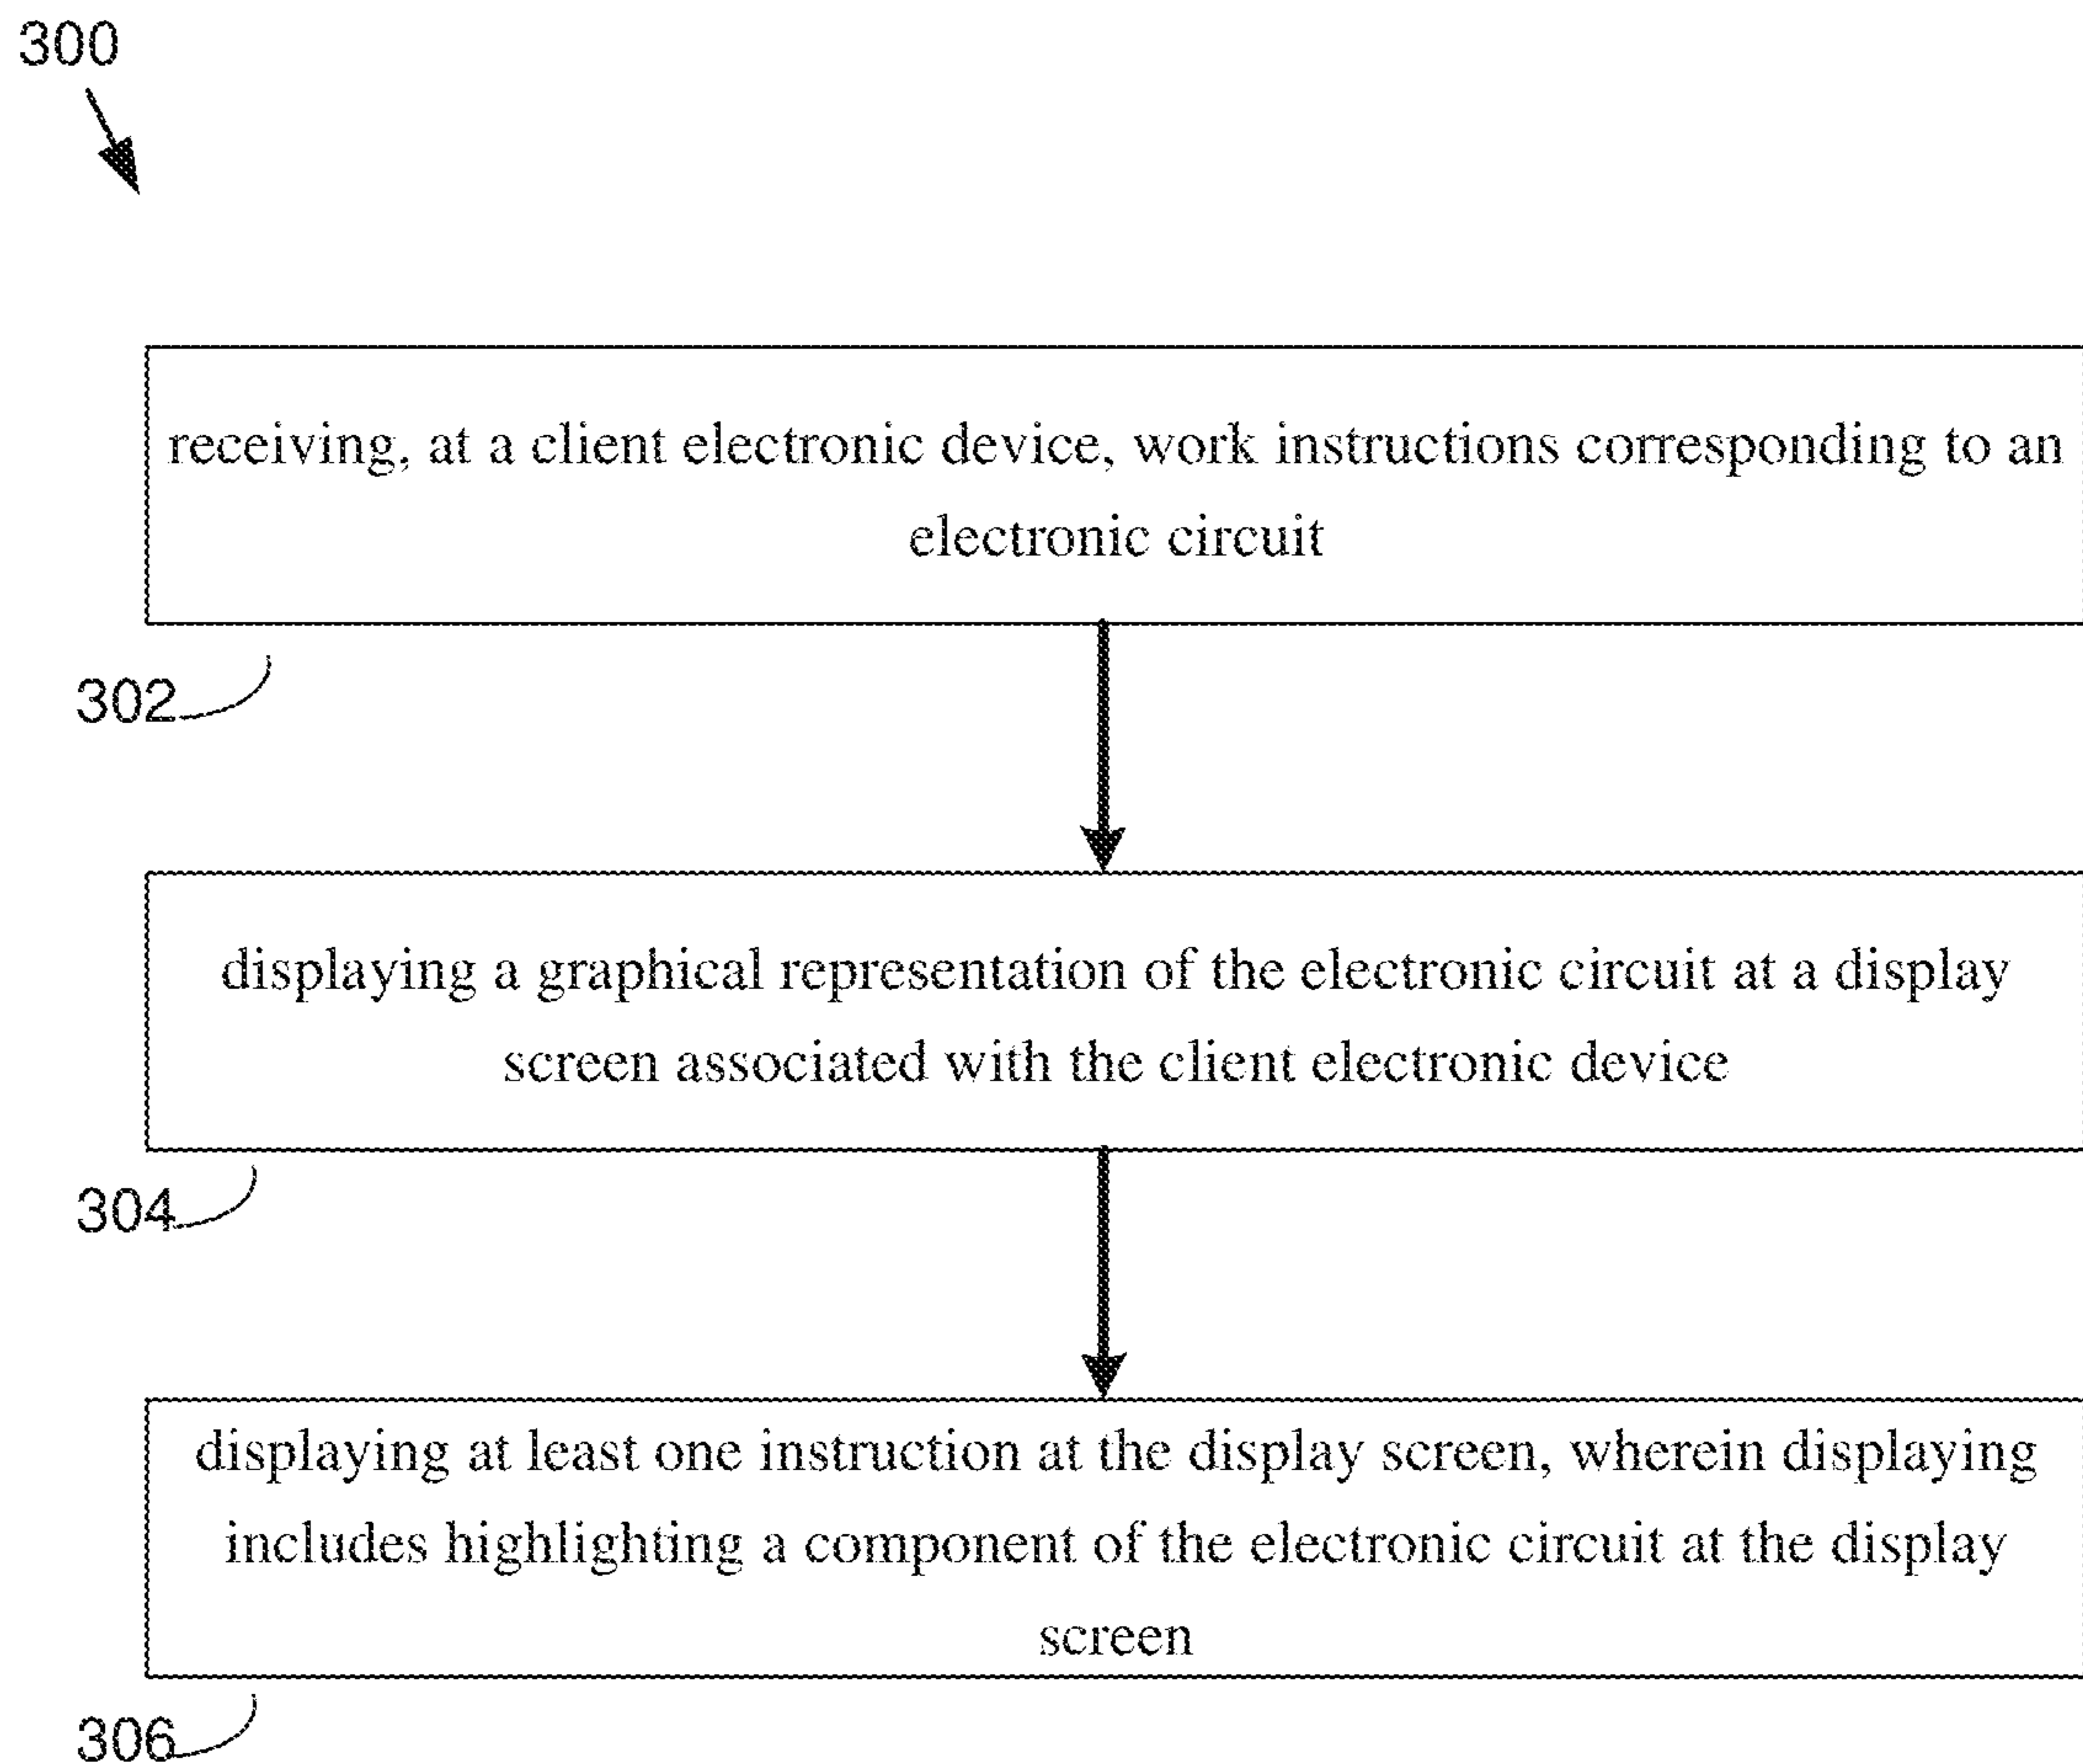 300
receiving, at a client electronic device, work instructions corresponding to an
electronic circuit
302
displaying a graphical representation of the electronic circuit at a display
screen associated with the client electronic device
304
displaying at least one instruction at the display screen, wherein displaying
includes highlighting a component of the electronic circuit at the display
screen
306